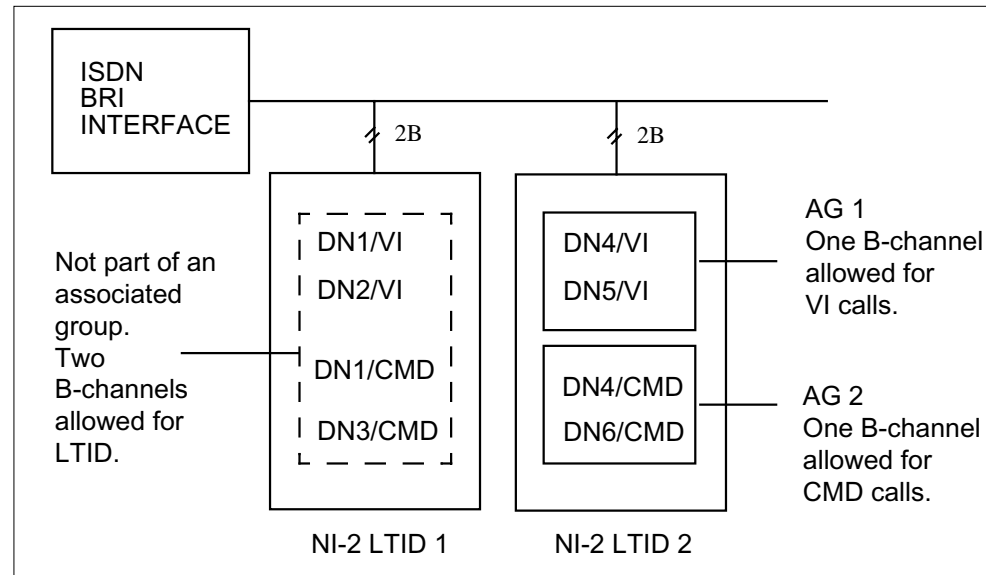 ISDN
BRI
INTERFACE
2B
2B
Not part of an
associated
group.
Two
B-channels
allowed for
LTID.
DN1/VI
DN2/VI
DN1/CMD
DN3/CMD
DN4/VI
DN5/VI
DN4/CMD
DN6/CMD
AG 1
One B-channel
allowed for
VI calls.
AG 2
One B-channel
allowed for
CMD calls.
NI-2 LTID 1
NI-2 LTID 2